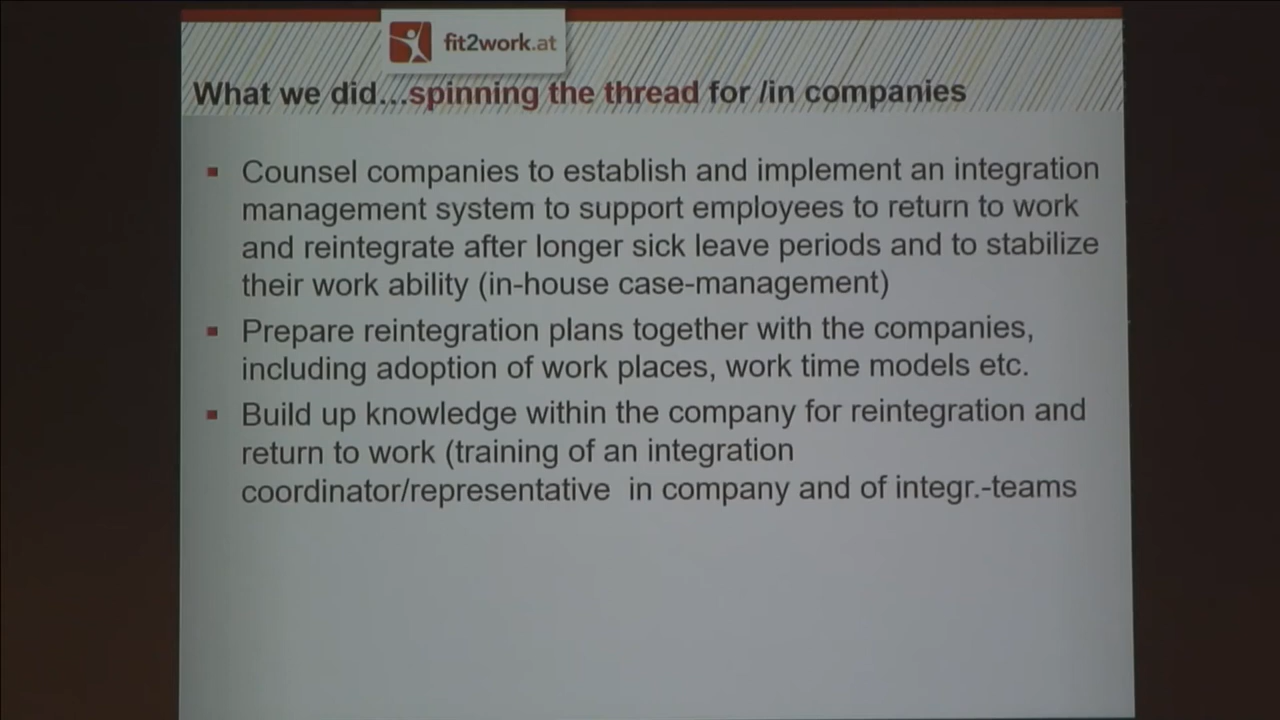 fit2work.at
What we did...spinning the thread for /in companies
Counsel companies to establish and implement an integration
management system to support employees to return to work
and reintegrate after longer sick leave periods and to stabilize
their work ability (in-house case-management)
Prepare reintegration plans together with the companies,
including adoption of work places, work time models etc.
Build up knowledge within the company for reintegration and
return to work (training of an integration
coordinator/representative  in company and of integr.-teams